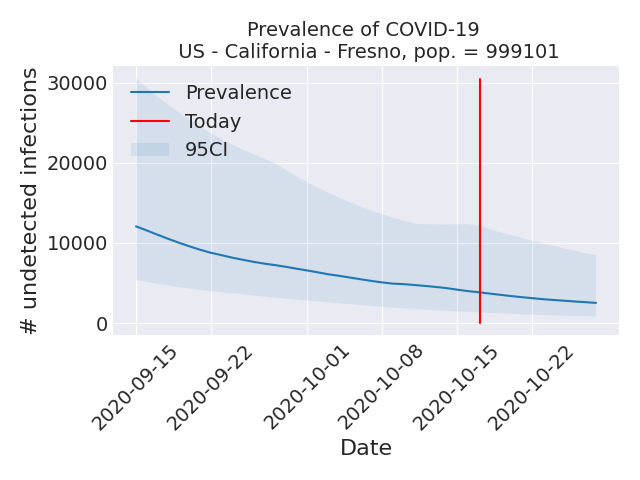 Prevalence of COVID-19
US - California - Fresno, pop. = 999101
# undetected infections
30000
20000
10000
0
Prevalence
Today
95CI
2020-09-15
2020-09-22
2020-10-01
2020-10-08
2020-10-15
2020-10-22
Date